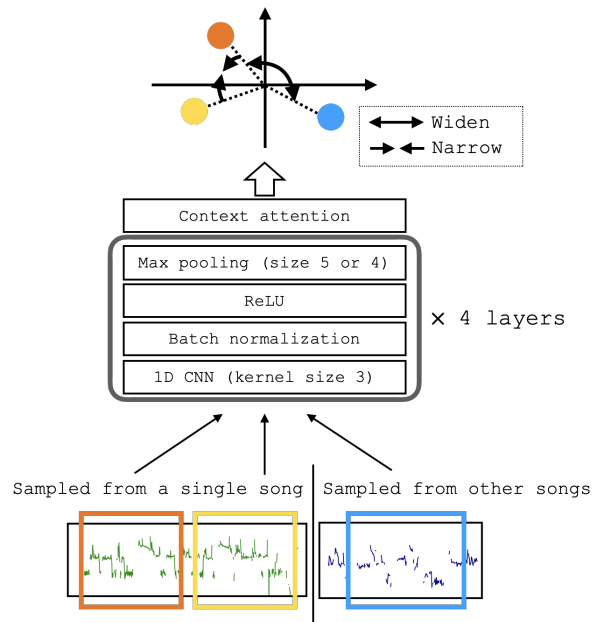 Widen
Narrow
Context attention
Max pooling (size 5 or 4)
ReLU
Batch normalization
1D CNN (kernel size 3)
× 4 layers
Sampled from a single song
Sampled from other songs